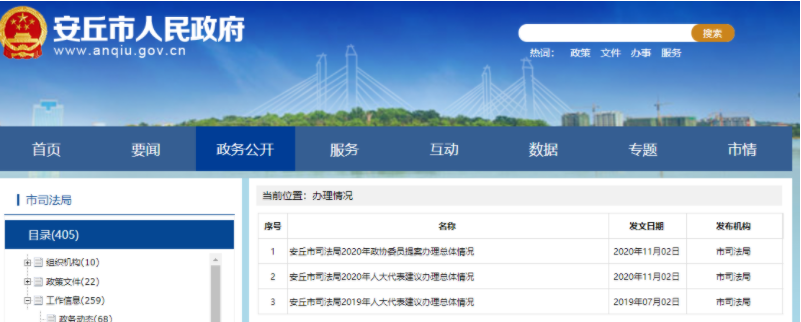 安丘市人民政府
www.anqiu.gov.cn
搜索
热词： 政策 文件 办事 服务
首页 要闻 政务公开 服务 互动 数据 专题 市情
市司法局
目录(405)
组织机构(10)
政策文件(22)
工作信息(259)
政务动态(68)
当前位置：办理情况
序号 名称 发文日期 发布机构
1 安丘市司法局2020年政协委员提案办理总体情况 2020年11月02日 市司法局
2 安丘市司法局2020年人大代表建议办理总体情况 2020年11月02日 市司法局
3 安丘市司法局2019年人大代表建议办理总体情况 2019年07月02日 市司法局